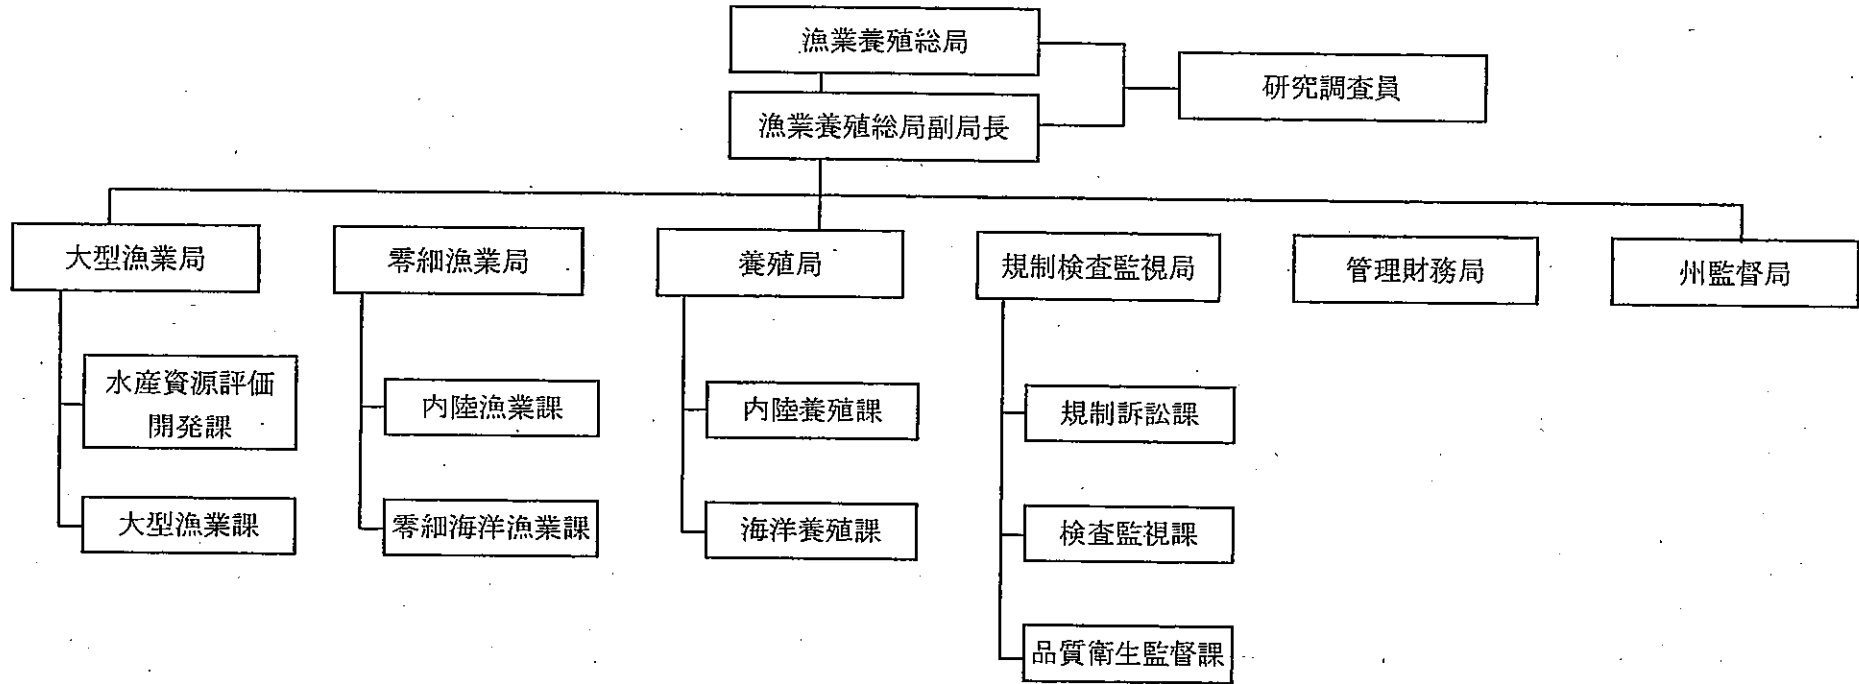 漁業養殖総局
研究調査員
漁業養殖総局副局長
大型漁業局
零細漁業局
養殖局
規制検査監視局
管理財務局
州監督局
水産資源評価
開発課
内陸漁業課
内陸養殖課
規制訴訟課
大型漁業課
零細海洋漁業課
海洋養殖課
検査監視課
品質衛生監督課